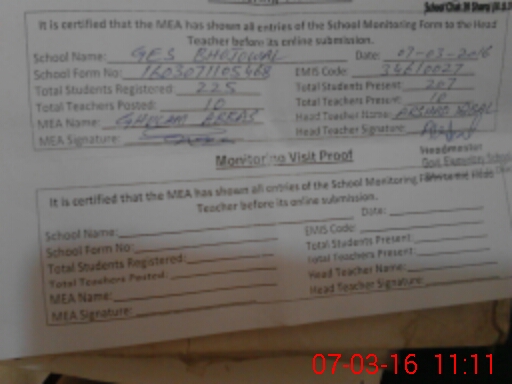 It is certified that the MEA has shown all entries of the School Monitoring Form to the Head
Teacher before its online submission.
School Name: GES BHOJOWAL Date: 07-03-2016
School Form No: EMIS Code:
Total Students Registered: 225 Total Students Present: 207
Total Teachers Posted: 10 Total Teachers Present: 10
MEA Name: GHULAM ABBAS Head Teacher Name: ARSHAD IQBAL
MEA Signature: Head Teacher Signature:
Headmaster
Govt. Elementary School
Monitoring Visit Proof
It is certified that the MEA has shown all entries of the School Monitoring Form to the Head
Teacher before its online submission.
School Name: Date:
School Form No: EMIS Code:
Total Students Registered: Total Students Present:
Total Teachers Posted: Total Teachers Present:
MEA Name: Head Teacher Name:
MEA Signature: Head Teacher Signature:
07-03-16 11:11